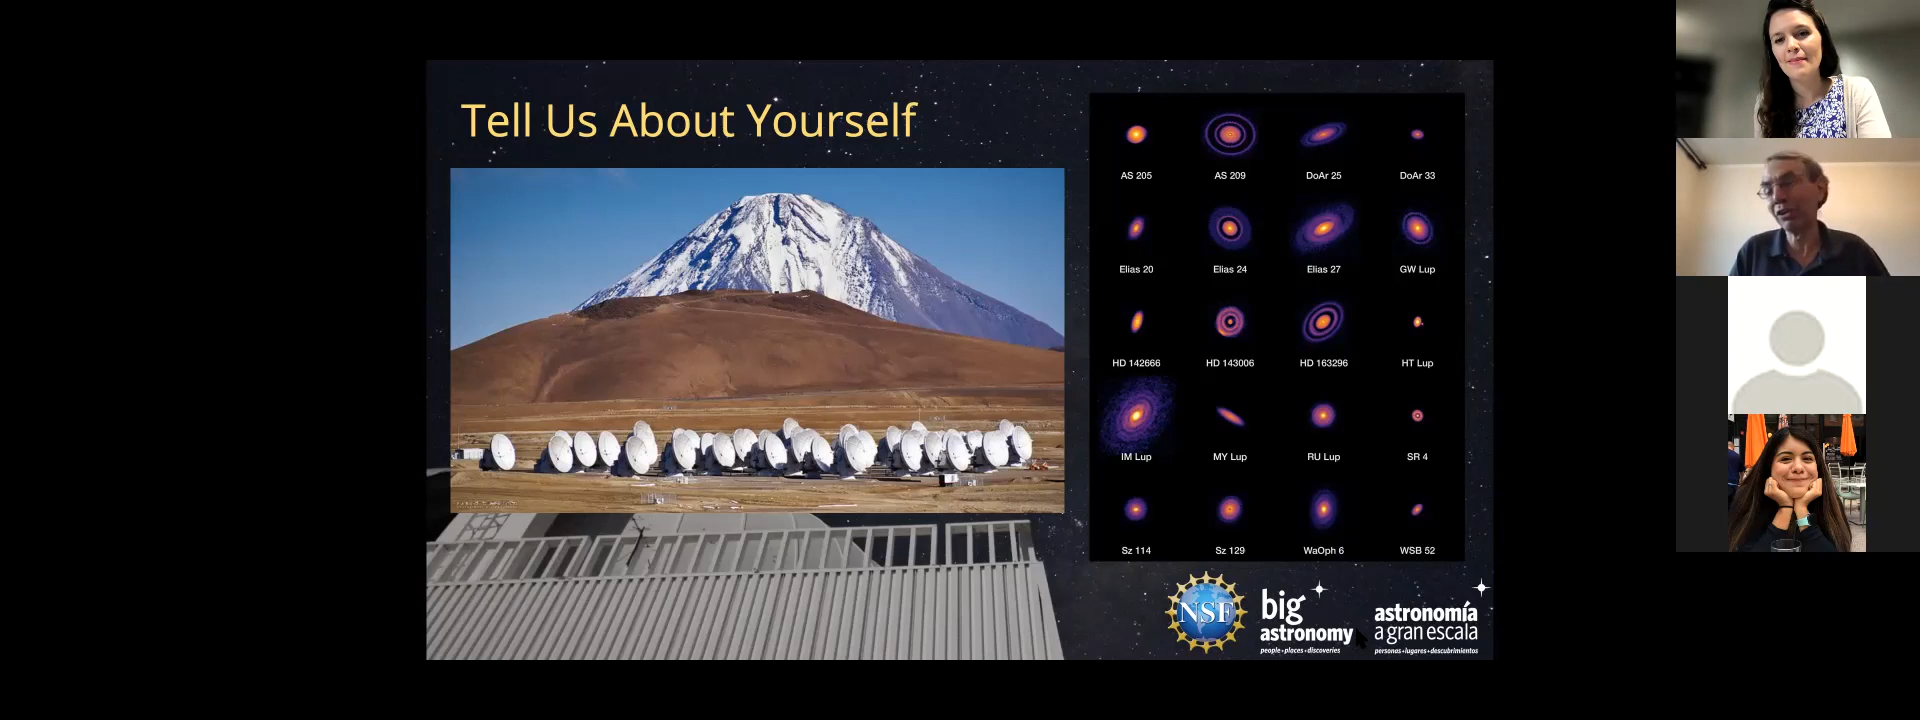 Tell Us About Yourself
AS 205
AS 209
DoAr 25
DoAr 33
Elias 20
Elias 24
Elias 27
GW Lup
HD 142666
HD 143006
HD 163296
HT Lup
IM Lup
MY Lup
RU Lup
SR 4
Sz 114
Sz 129
WaOph 6
WSB 52
NSF
big
astronomy
people•places•discoveries
astronomía
a gran escala
personas•lugares•descubrimientos